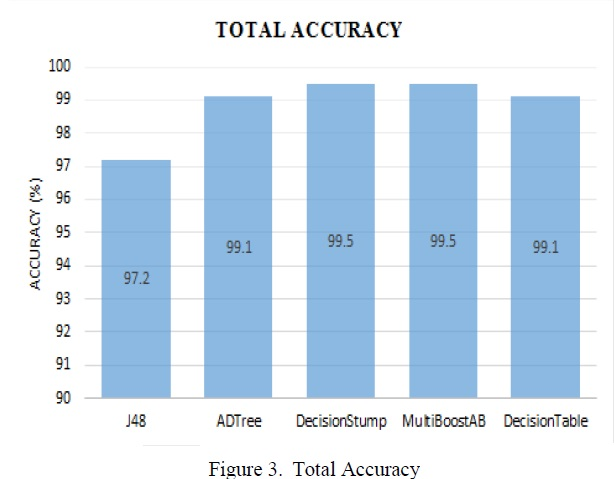 TOTAL ACCURACY
100
99
98
97
96
95
94
93
92
91
90
ACCURACY (%)
97.2
99.1
99.5
99.5
99.1
J48
ADTree
DecisionStump
MultiBoostAB
DecisionTable
Figure 3. Total Accuracy